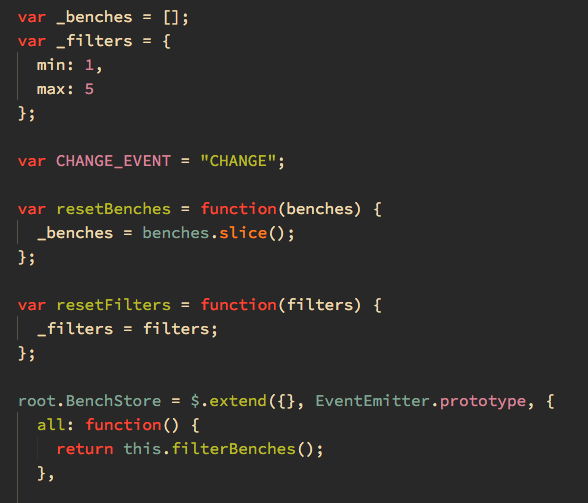 var _benches = [];
var _filters = {
  min: 1,
  max: 5
};

var CHANGE_EVENT = "CHANGE";

var resetBenches = function(benches) {
  _benches = benches.slice();
};

var resetFilters = function(filters) {
  _filters = filters;
};

root.BenchStore = $.extend({}, EventEmitter.prototype, {
  all: function() {
    return this.filterBenches();
  },